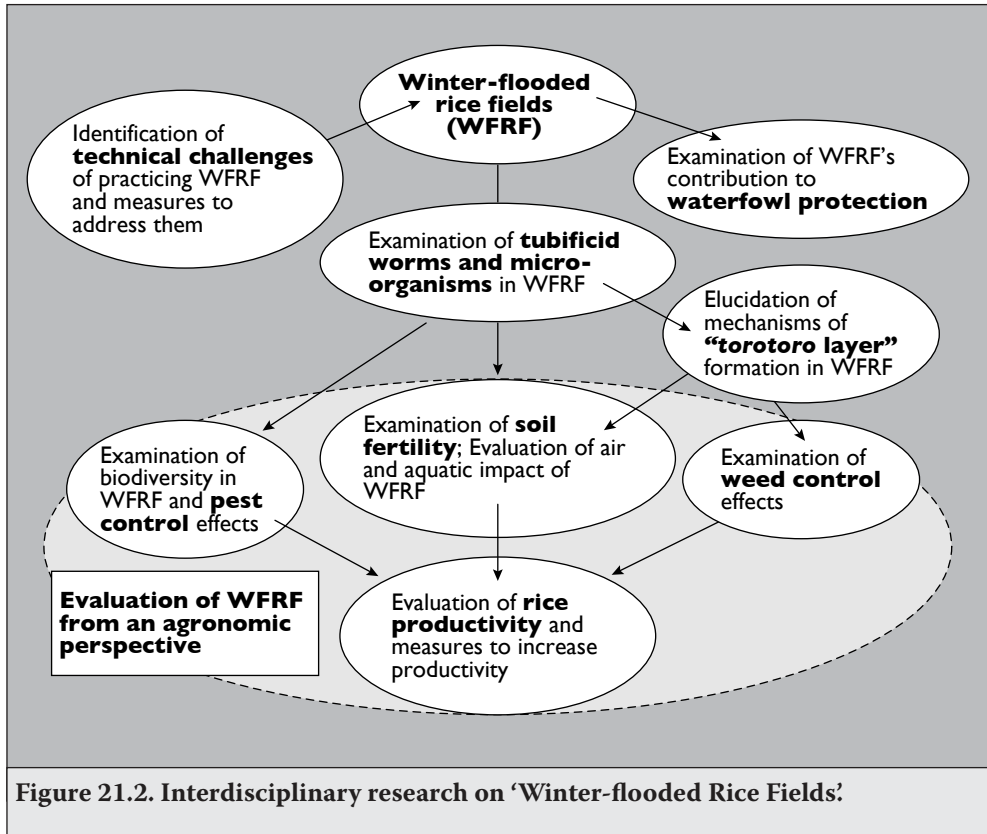 Winter-flooded
rice fields
(WFRF)
Identification of
technical challenges
of practicing WFRF
and measures to
address them
Examination of WFRF's
contribution to
waterfowl protection
Examination of tubificid
worms and micro-
organisms in WFRF
Elucidation of
mechanisms of
“torotoro layer”
formation in WFRF
Examination of
biodiversity in
WFRF and pest
control effects
Examination of soil
fertility; Evaluation of air
and aquatic impact of
WFRF
Examination of
weed control
effects
Evaluation of WFRF
from an agronomic
perspective
Evaluation of rice
productivity and
measures to increase
productivity
Figure 21.2. Interdisciplinary research on ‘Winter-flooded Rice Fields’.